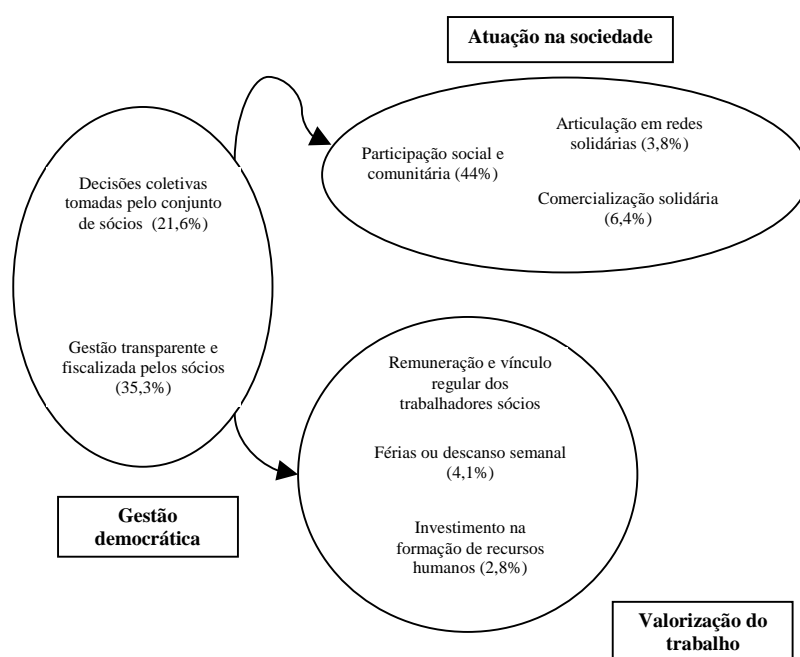 Atuação na sociedade
Participação social e
comunitária (44%)
Articulação em redes
solidárias (3,8%)
Comercialização solidária
(6,4%)
Decisões coletivas
tomadas pelo conjunto
de sócios (21,6%)
Gestão transparente e
fiscalizada pelos sócios
(35,3%)
Gestão
democrática
Remuneração e vínculo
regular dos
trabalhadores sócios
Férias ou descanso semanal
(4,1%)
Investimento na
formação de recursos
humanos (2,8%)
Valorização do
trabalho